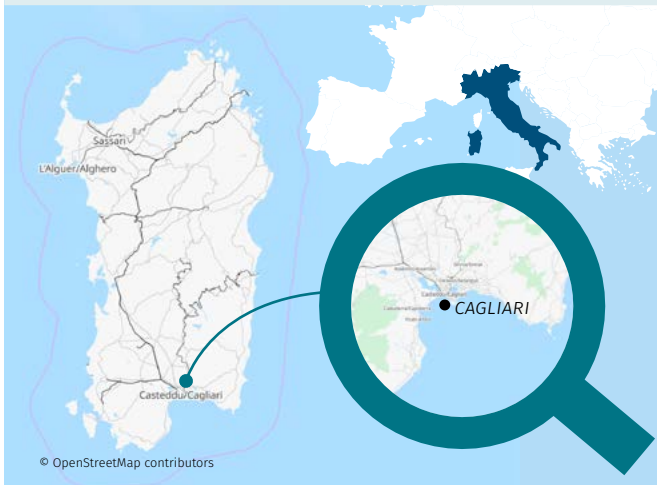 Sassari
L'Alguer/Alghero
CAGLIARI
Casteddu/Cagliari
© OpenStreetMap contributors